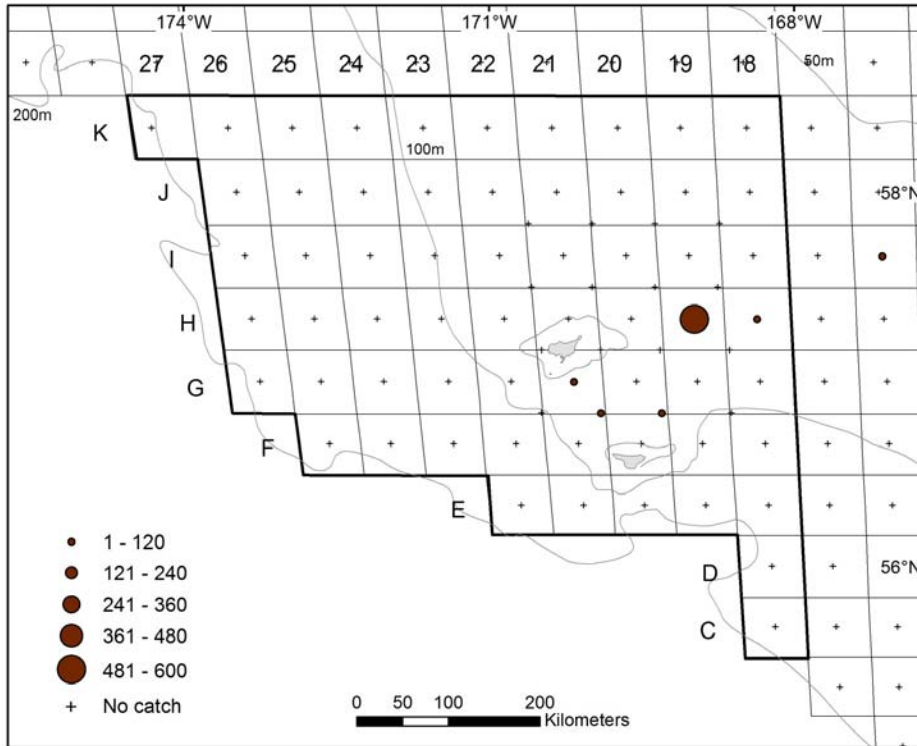 174°W 171°W 168°W
27 26 25 24 23 22 21 20 19 18 50m
200m
K
100m
J 58°N
I
H
G
F
E
1 - 120
D 56°N
121 - 240
241 - 360
C
361 - 480
481 - 600
No catch
0 50 100 200
Kilometers